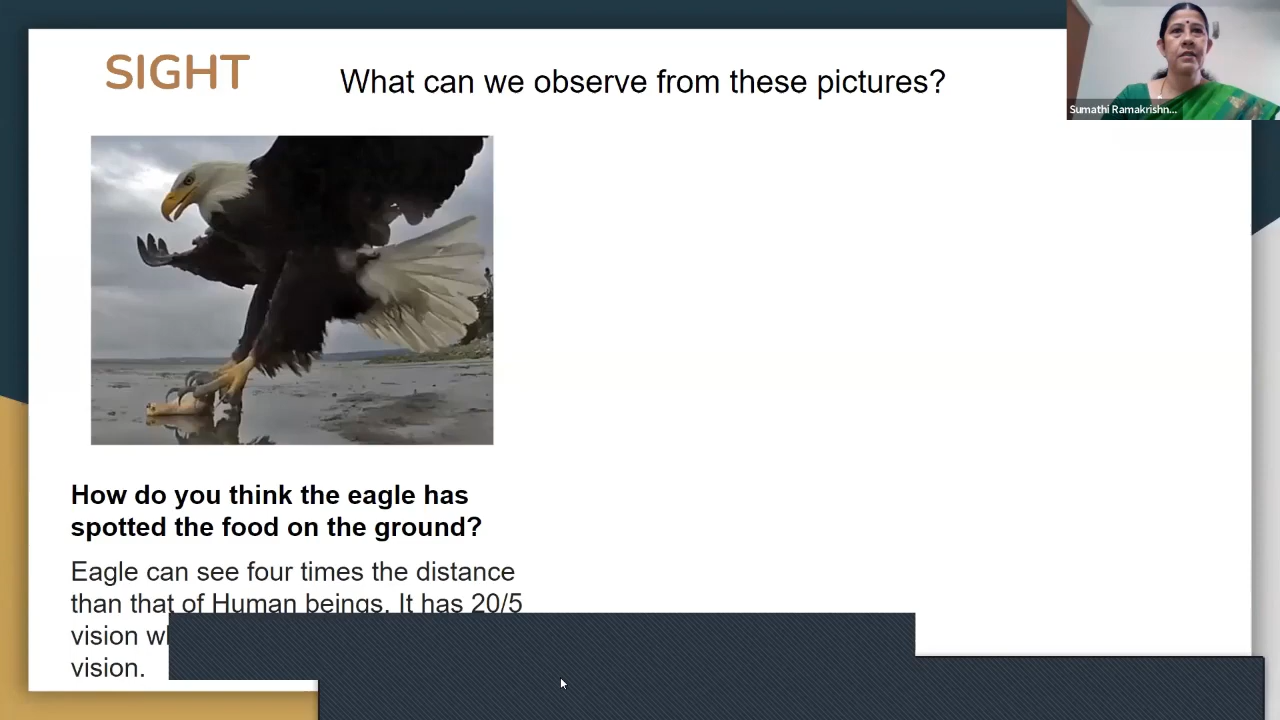 SIGHT
What can we observe from these pictures?
Sumathi Ramakrishn...
How do you think the eagle has
spotted the food on the ground?
Eagle can see four times the distance
than that of Human beings. It has 20/5
vision
vision.